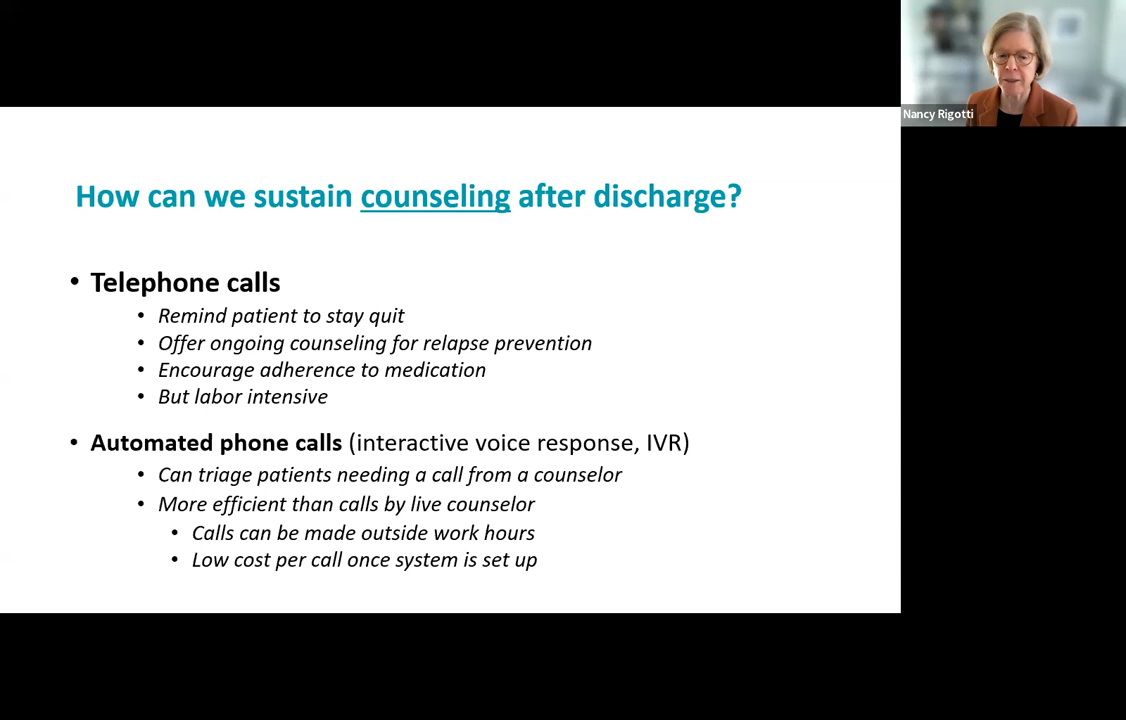 Nancy Rigotti
How can we sustain counseling after discharge?
• Telephone calls
• Remind patient to stay quit
• Offer ongoing counseling for relapse prevention
• Encourage adherence to medication
• But labor intensive
• Automated phone calls (interactive voice response, IVR)
• Can triage patients needing a call from a counselor
• More efficient than calls by live counselor
• Calls can be made outside work hours
• Low cost per call once system is set up